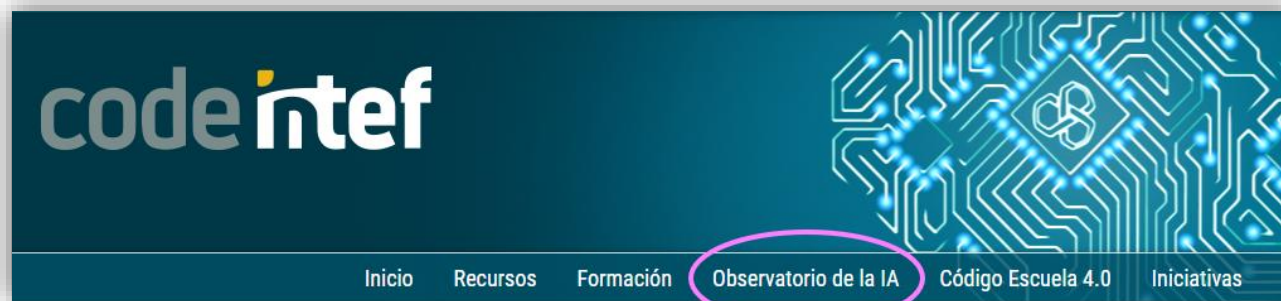 code intef
Inicio Recursos Formación Observatorio de la IA Código Escuela 4.0 Iniciativas